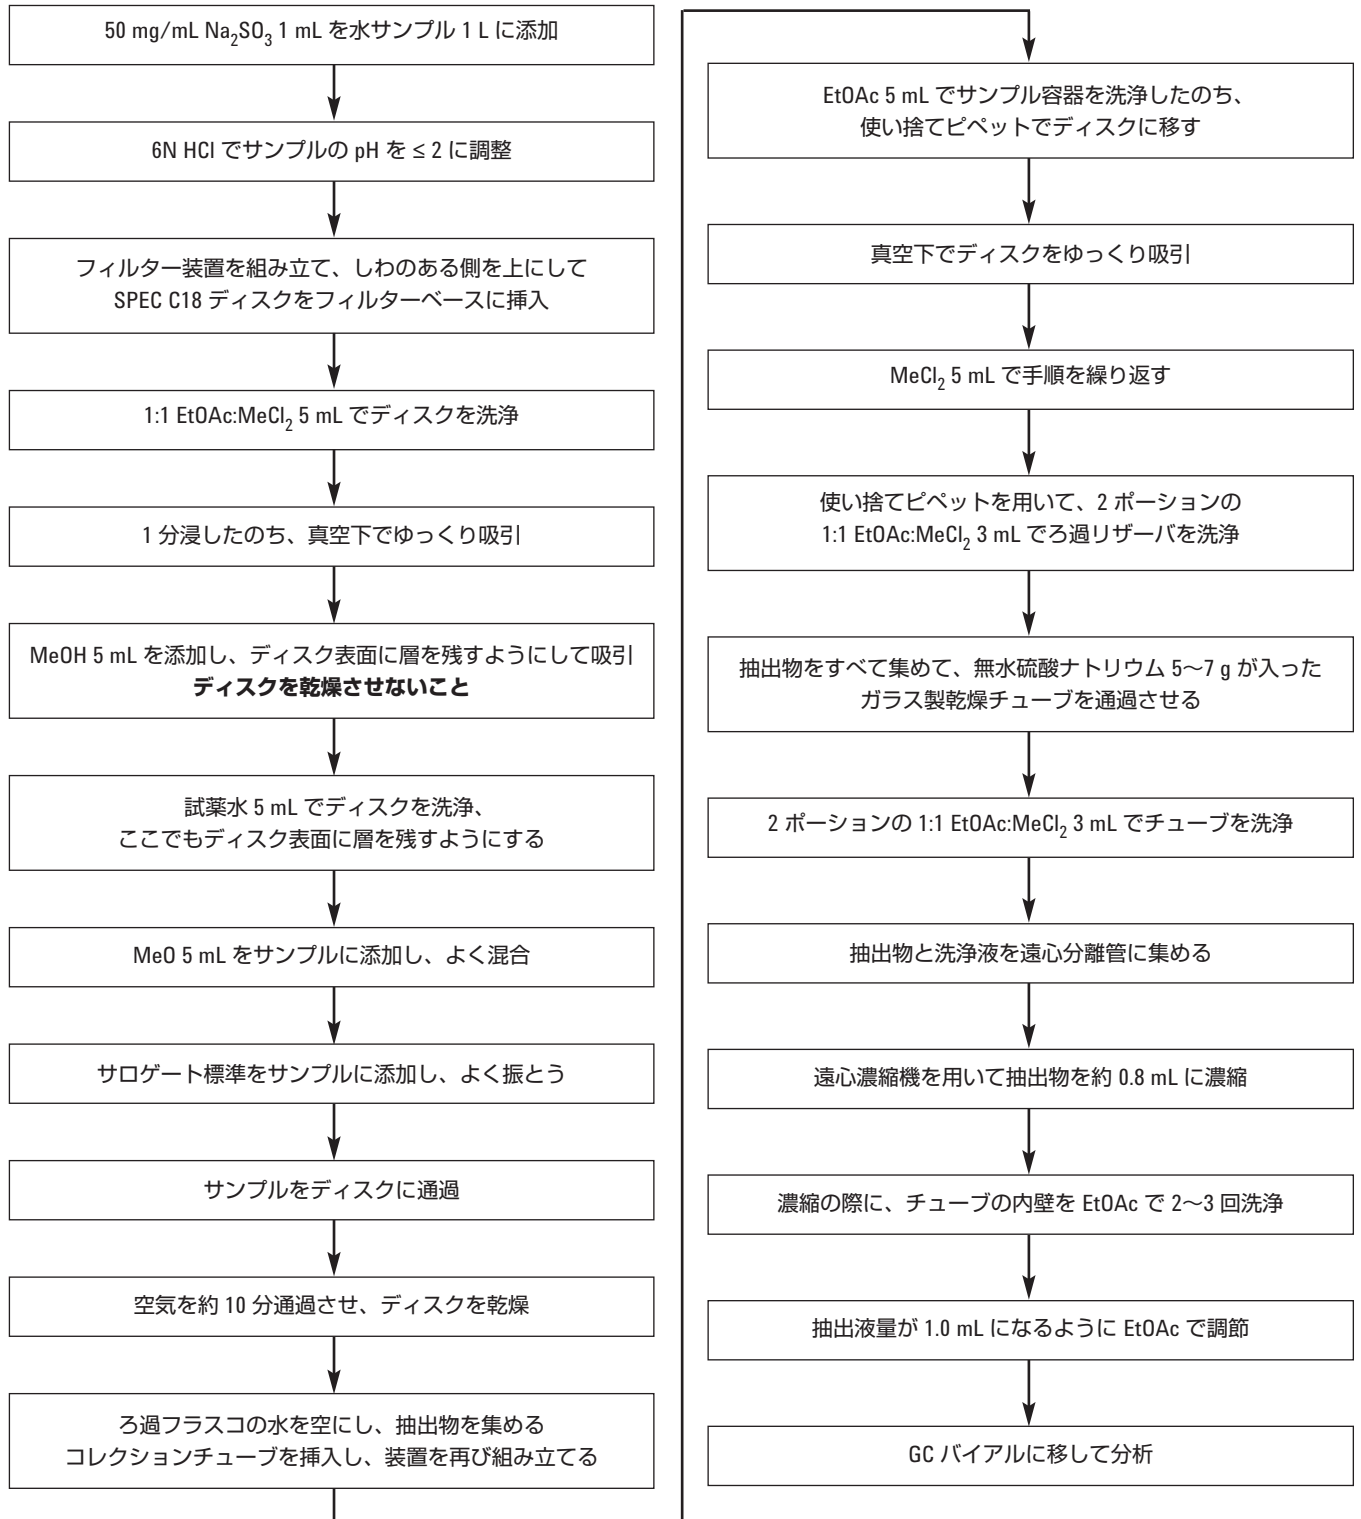 50 mg/mL Na₂SO₃ 1 mL を水サンプル 1 L に添加
6N HCl でサンプルの pH を ≤ 2 に調整
フィルター装置を組み立て、しわのある側を上にして
SPEC C18 ディスクをフィルターベースに挿入
1:1 EtOAc:MeCl₂ 5 mL でディスクを洗浄
1 分浸したのち、真空下でゆっくり吸引
MeOH 5 mL を添加し、ディスク表面に層を残すようにして吸引
ディスクを乾燥させないこと
試薬水 5 mL でディスクを洗浄、
ここでもディスク表面に層を残すようにする
MeO 5 mL をサンプルに添加し、よく混合
サロゲート標準をサンプルに添加し、よく振とう
サンプルをディスクに通過
空気を約 10 分通過させ、ディスクを乾燥
ろ過フラスコの水を空にし、抽出物を集める
コレクションチューブを挿入し、装置を再び組み立てる
EtOAc 5 mL でサンプル容器を洗浄したのち、
使い捨てピペットでディスクに移す
真空下でディスクをゆっくり吸引
MeCl₂ 5 mL で手順を繰り返す
使い捨てピペットを用いて、2 ポーションの
1:1 EtOAc:MeCl₂ 3 mL でろ過リザーバを洗浄
抽出物をすべて集めて、無水硫酸ナトリウム 5～7 g が入った
ガラス製乾燥チューブを通過させる
2 ポーションの 1:1 EtOAc:MeCl₂ 3 mL でチューブを洗浄
抽出物と洗浄液を遠心分離管に集める
遠心濃縮機を用いて抽出物を約 0.8 mL に濃縮
濃縮の際に、チューブの内壁を EtOAc で 2～3 回洗浄
抽出液量が 1.0 mL になるように EtOAc で調節
GC バイアルに移して分析